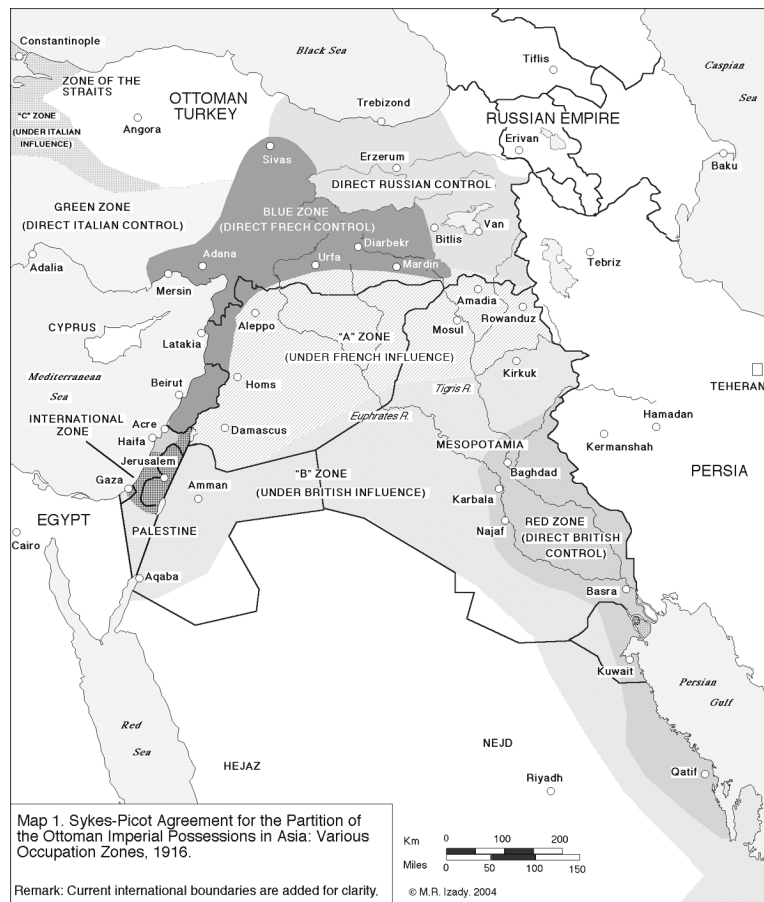 Constantinople
Black Sea
Tiflis
Caspian
Sea
ZONE OF THE
STRAITS
OTTOMAN
TURKEY
Trebizond
RUSSIAN EMPIRE
"C" ZONE
(UNDER ITALIAN
INFLUENCE)
Angora
Erivan
Sivas
Erzerum
Baku
DIRECT RUSSIAN CONTROL
GREEN ZONE
(DIRECT ITALIAN CONTROL)
BLUE ZONE
(DIRECT FRECH CONTROL)
Van
Bitlis
Diarbekr
Adana
Urfa
Mardin
Adalia
Tebriz
Mersin
Amadia
Rowanduz
CYPRUS
Aleppo
Mosul
Latakia
"A" ZONE
(UNDER FRENCH INFLUENCE)
Kirkuk
Mediterranean
Sea
Beirut
Homs
Tigris R.
TEHERAN
INTERNATIONAL
ZONE
Euphrates R.
Hamadan
Acre
Haifa
Damascus
MESOPOTAMIA
Kermanshah
Jerusalem
Baghdad
PERSIA
Gaza
Amman
"B" ZONE
(UNDER BRITISH INFLUENCE)
Karbala
EGYPT
PALESTINE
Najaf
RED ZONE
(DIRECT BRITISH
CONTROL)
Cairo
Aqaba
Basra
Kuwait
Persian
Gulf
Red
Sea
HEJAZ
NEJD
Qatif
Riyadh
Map 1. Sykes-Picot Agreement for the Partition of
the Ottoman Imperial Possessions in Asia: Various
Occupation Zones, 1916.
Remark: Current international boundaries are added for clarity.
Km 0 100 200
Miles 0 50 100 150
© M.R. Izady. 2004